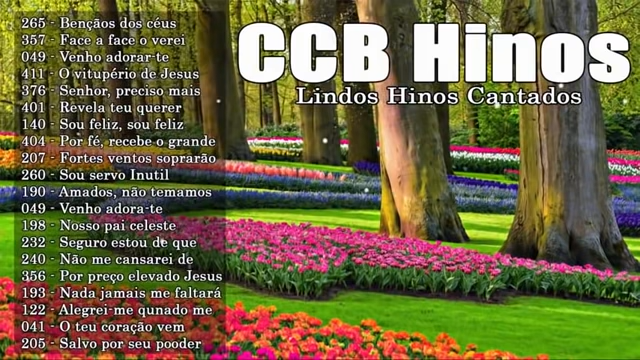 265 - Bençãos dos céus
357 - Face a face o verei
049 - Venho adorar-te
411 - O vitupério de Jesus
376 - Senhor, preciso mais
401 - Revela teu querer
140 - Sou feliz, sou feliz
404 - Por fé, recebe o grande
207 - Fortes ventos soprarão
260 - Sou servo Inutil
190 - Amados, não temamos
049 - Venho adora-te
198 - Nosso pai celeste
232 - Seguro estou de que
240 - Não me cansarei de
356 - Por preço elevado Jesus
193 - Nada jamais me faltará
122 - Alegrei-me qunado me
041 - O teu coração vem
205 - Salvo por seu pooder
CCB Hinos
Lindos Hinos Cantados